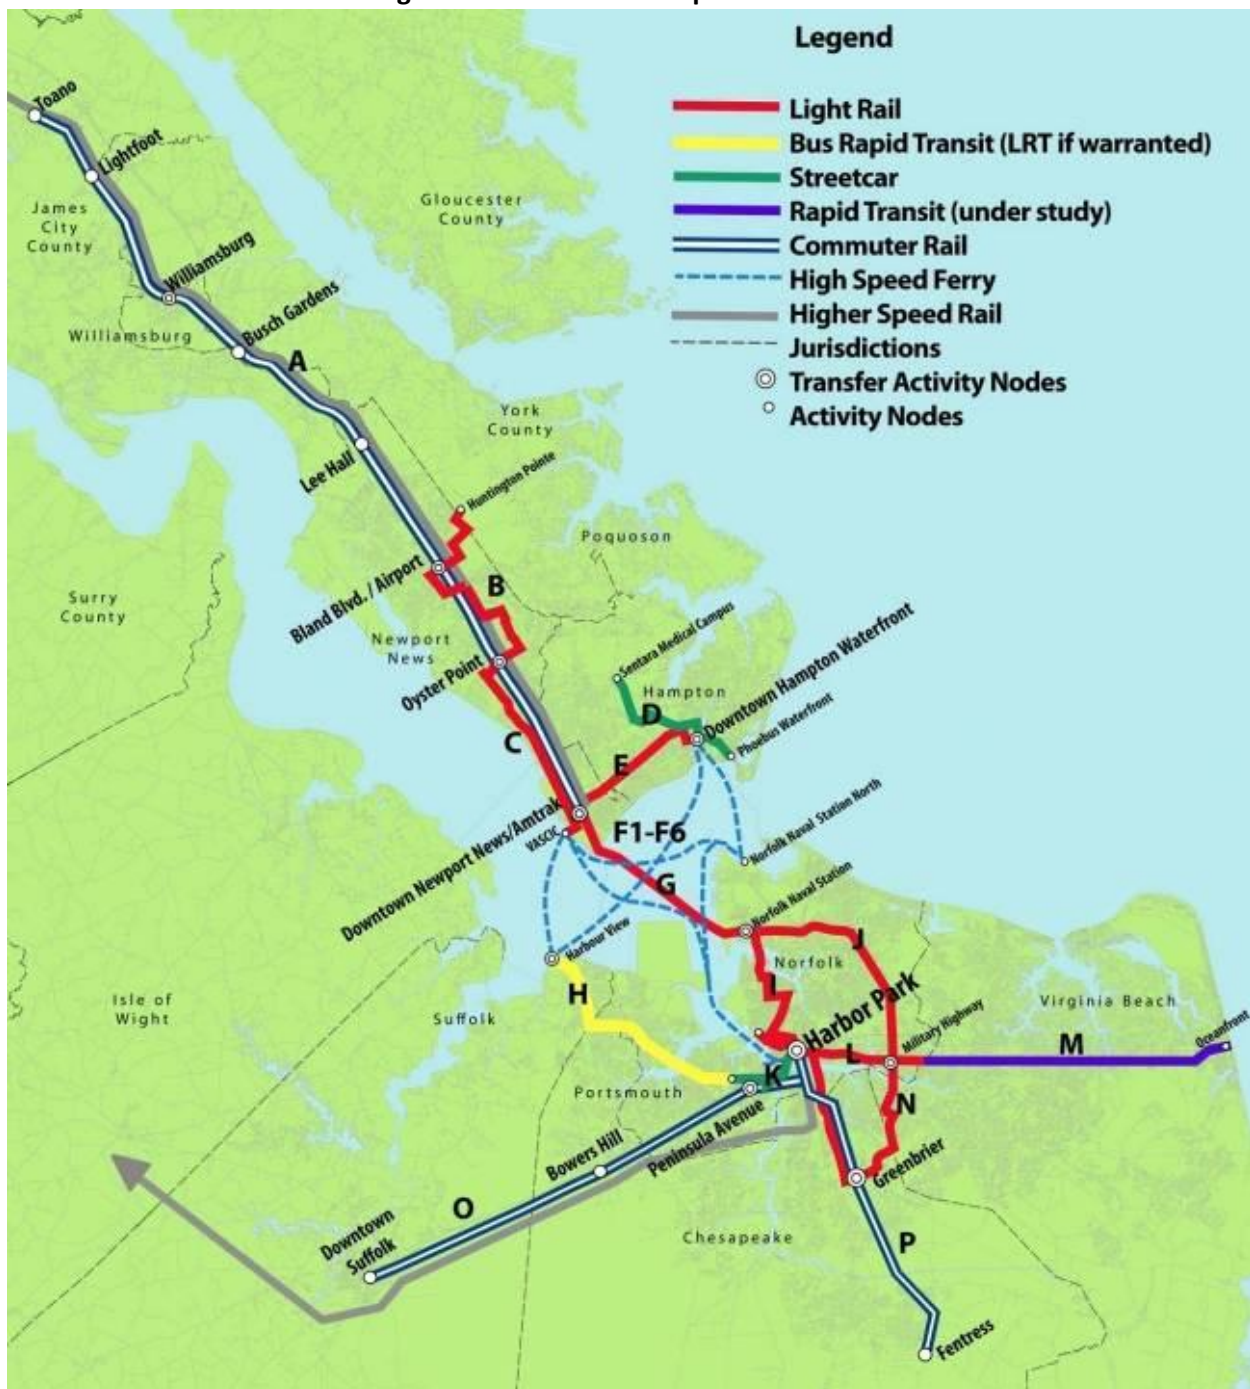 Legend
Light Rail
Bus Rapid Transit (LRT if warranted)
Streetcar
Rapid Transit (under study)
Commuter Rail
High Speed Ferry
Higher Speed Rail
Jurisdictions
Transfer Activity Nodes
Activity Nodes
Toano
Lightfoot
James
City
County
Gloucester
County
Williamsburg
Williamsburg
Busch Gardens
A
York
County
Lee Hall
Huntington Pointe
Poquoson
Bland Blvd. / Airport
B
Surry
County
Newport
News
Oyster Point
Sentara Medical Campus
Hampton
D
Downtown Hampton Waterfront
Phoebus Waterfront
C
E
Downtown Newport News/Amtrak
VASCIC
F1-F6
Norfolk Naval Station North
G
Norfolk Naval Station
Harbour View
J
Norfolk
I
H
Isle of
Wight
Suffolk
Harbor Park
Military Highway
Virginia Beach
Oceanfront
L
M
K
Portsmouth
N
Peninsula Avenue
Bowers Hill
Greenbrier
O
Downtown
Suffolk
Chesapeake
P
Fentress